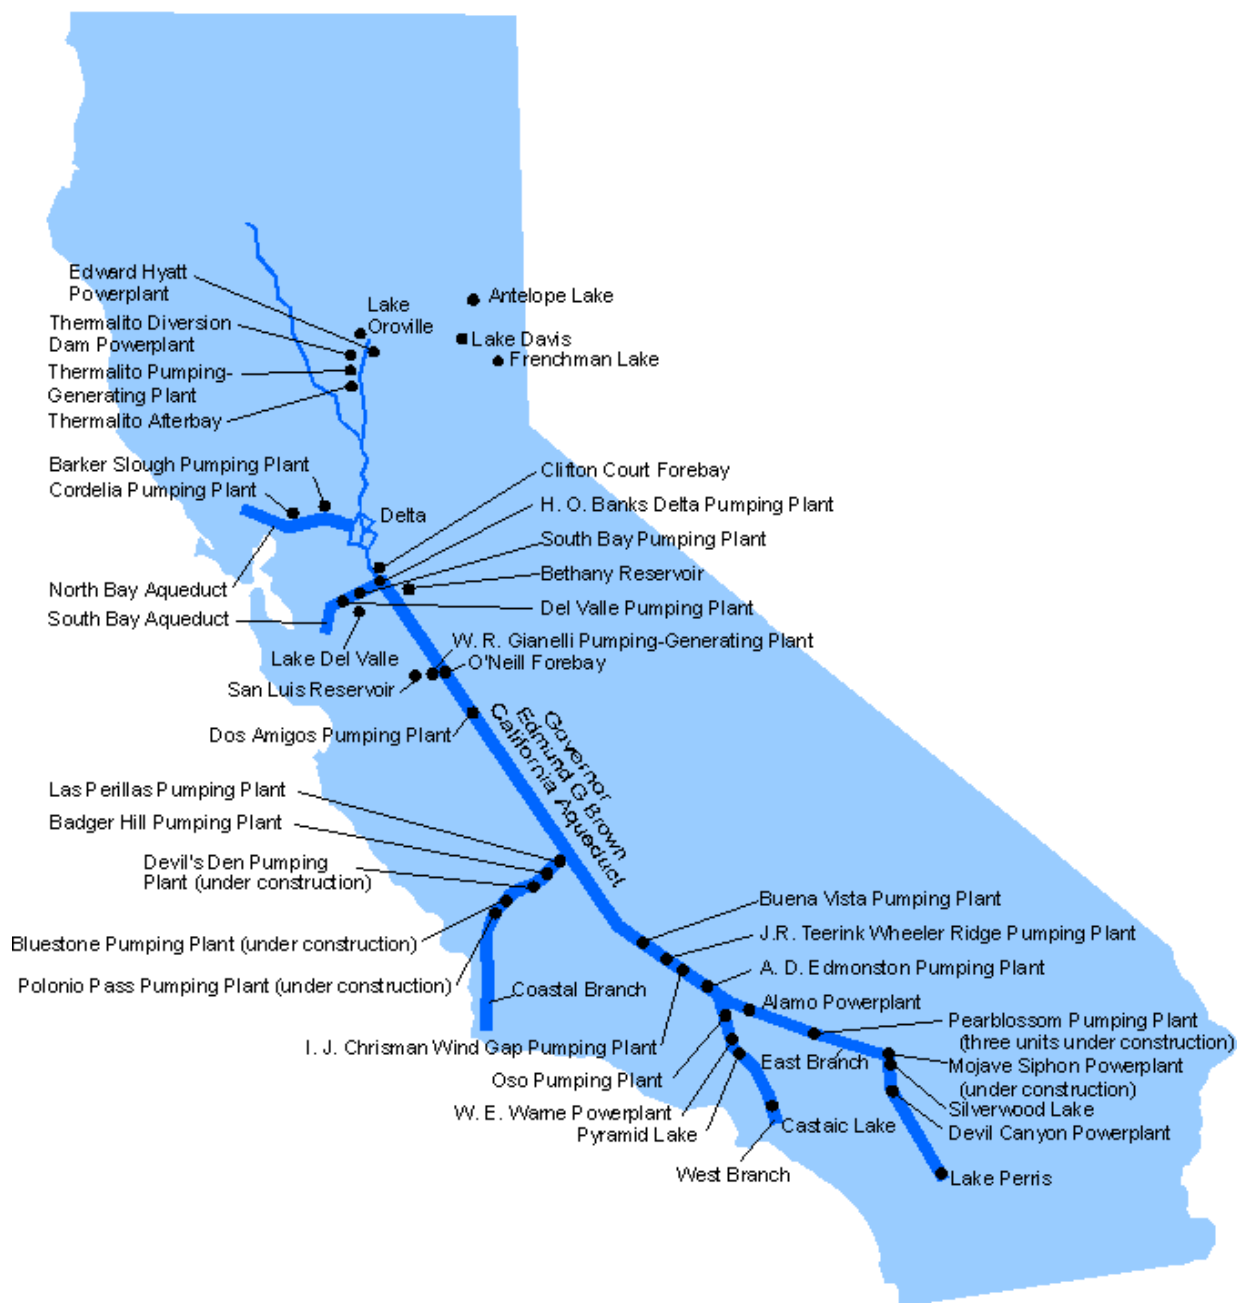 Edward Hyatt
Powerplant
Lake
Oroville
Antelope Lake
Thermalito Diversion
Dam Powerplant
Lake Davis
Frenchman Lake
Thermalito Pumping-
Generating Plant
Thermalito Afterbay
Barker Slough Pumping Plant
Cordelia Pumping Plant
Clifton Court Forebay
H. O. Banks Delta Pumping Plant
Delta
South Bay Pumping Plant
Bethany Reservoir
North Bay Aqueduct
Del Valle Pumping Plant
South Bay Aqueduct
W. R. Gianelli Pumping-Generating Plant
Lake Del Valle
O'Neill Forebay
San Luis Reservoir
Dos Amigos Pumping Plant
Governor
Edmund G Brown
California Aqueduct
Las Perillas Pumping Plant
Badger Hill Pumping Plant
Devil's Den Pumping
Plant (under construction)
Buena Vista Pumping Plant
J.R. Teerink Wheeler Ridge Pumping Plant
Bluestone Pumping Plant (under construction)
A. D. Edmonston Pumping Plant
Polonio Pass Pumping Plant (under construction)
Coastal Branch
Alamo Powerplant
Pearblossom Pumping Plant
(three units under construction)
I. J. Chrisman Wind Gap Pumping Plant
East Branch
Mojave Siphon Powerplant
(under construction)
Oso Pumping Plant
Silverwood Lake
W. E. Warne Powerplant
Castaic Lake
Devil Canyon Powerplant
Pyramid Lake
West Branch
Lake Perris